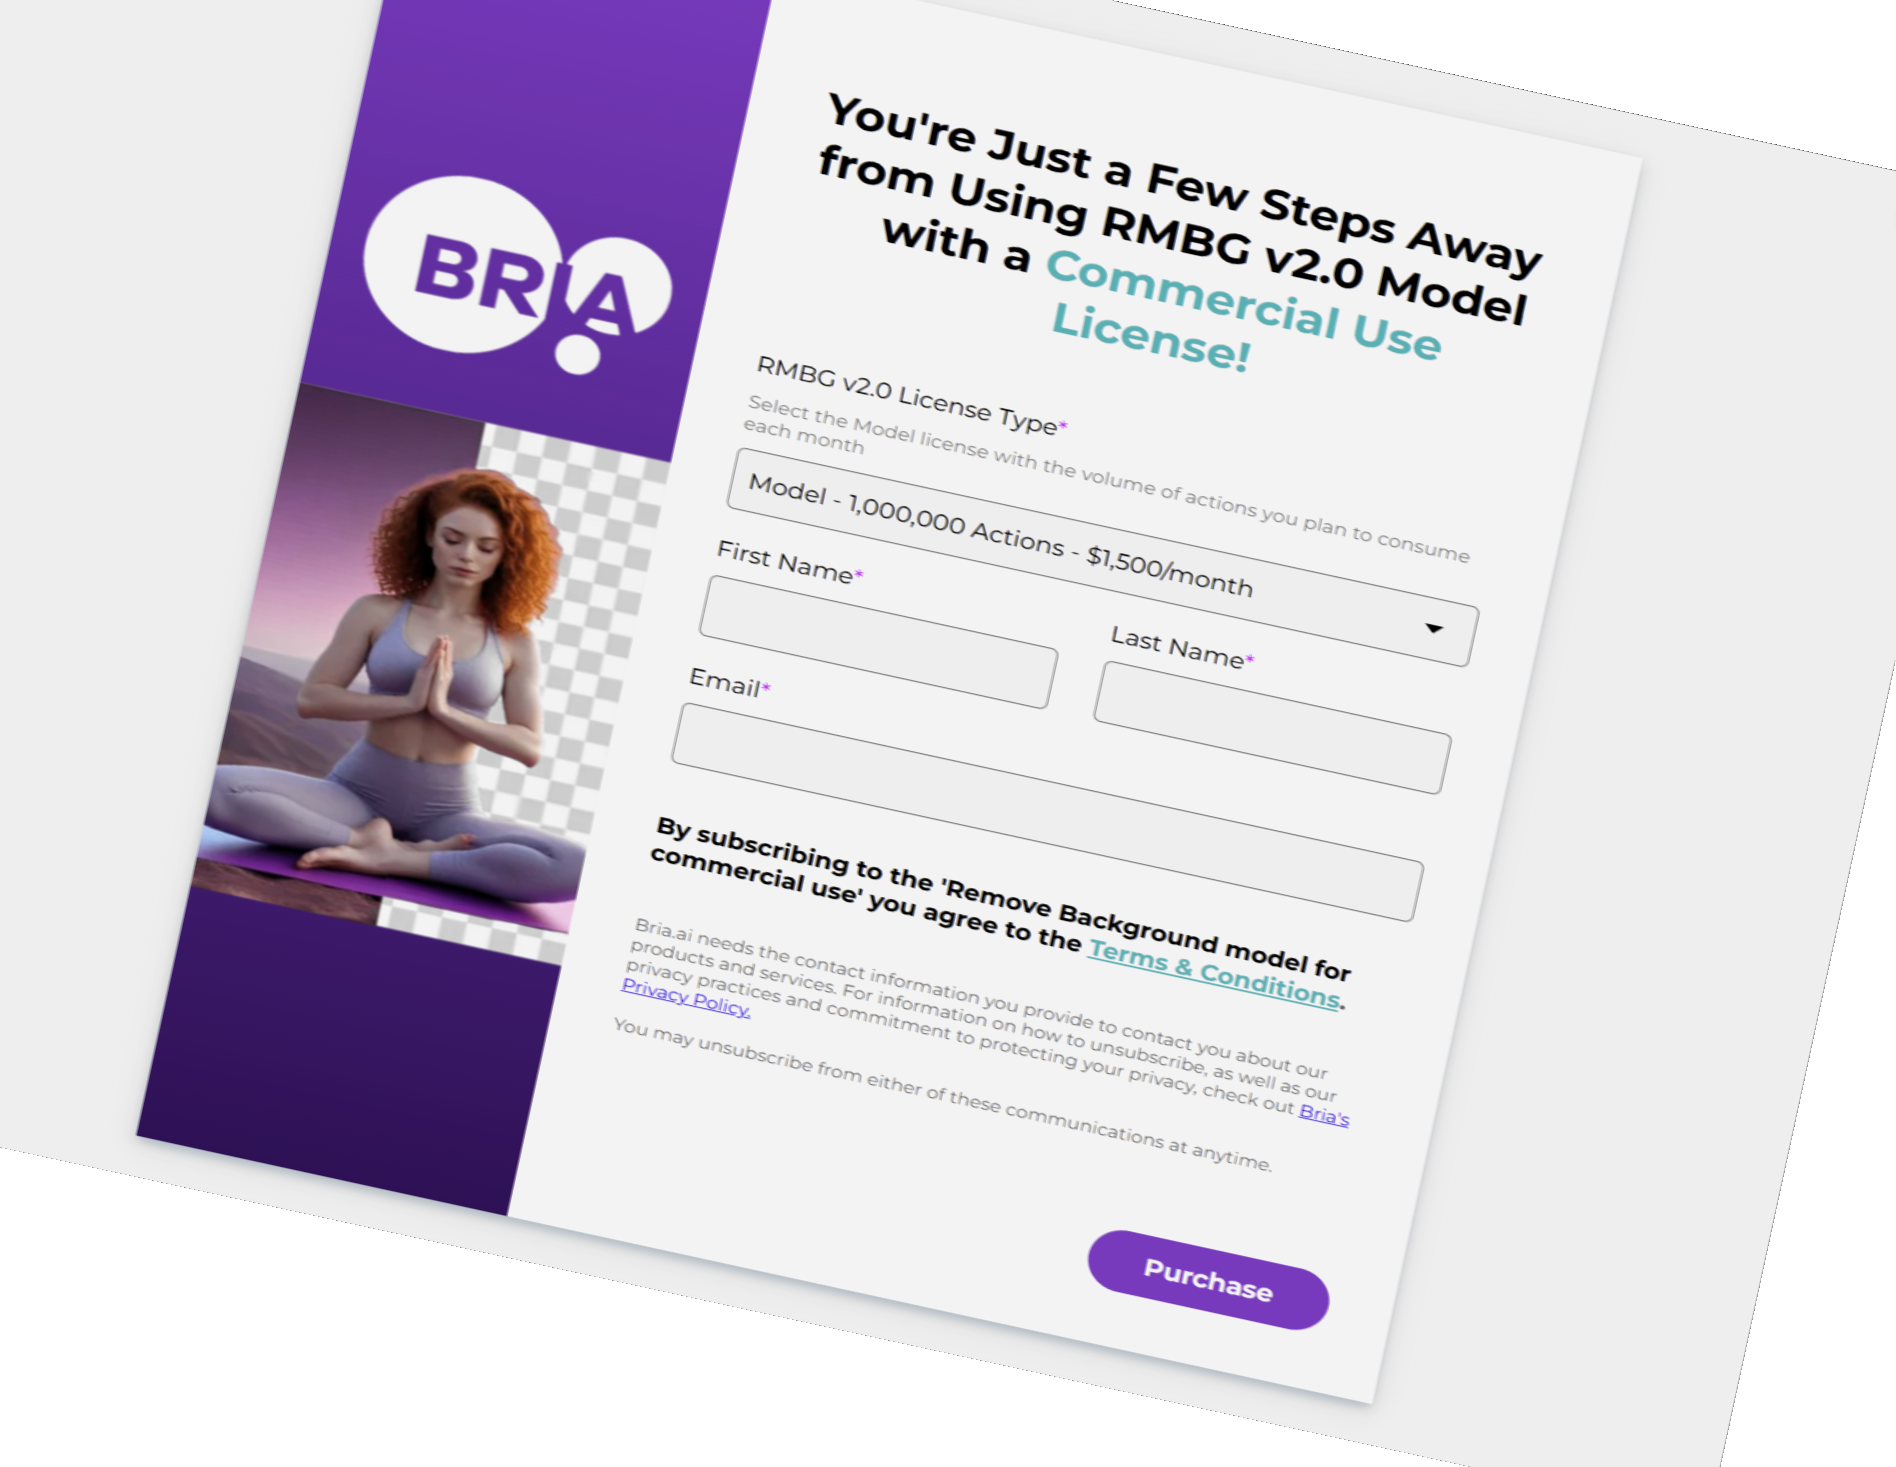 BRIA
You're Just a Few Steps Away
from Using RMBG v2.0 Model
with a Commercial Use
License!
RMBG v2.0 License Type*
Select the Model license with the volume of actions you plan to consume
each month
Model - 1,000,000 Actions - $1,500/month
First Name*
Last Name*
Email*
By subscribing to the 'Remove Background model for
commercial use' you agree to the Terms & Conditions.
Bria.ai needs the contact information you provide to contact you about our
products and services. For information on how to unsubscribe, as well as our
privacy practices and commitment to protecting your privacy, check out Bria's
Privacy Policy.
You may unsubscribe from either of these communications at anytime.
Purchase